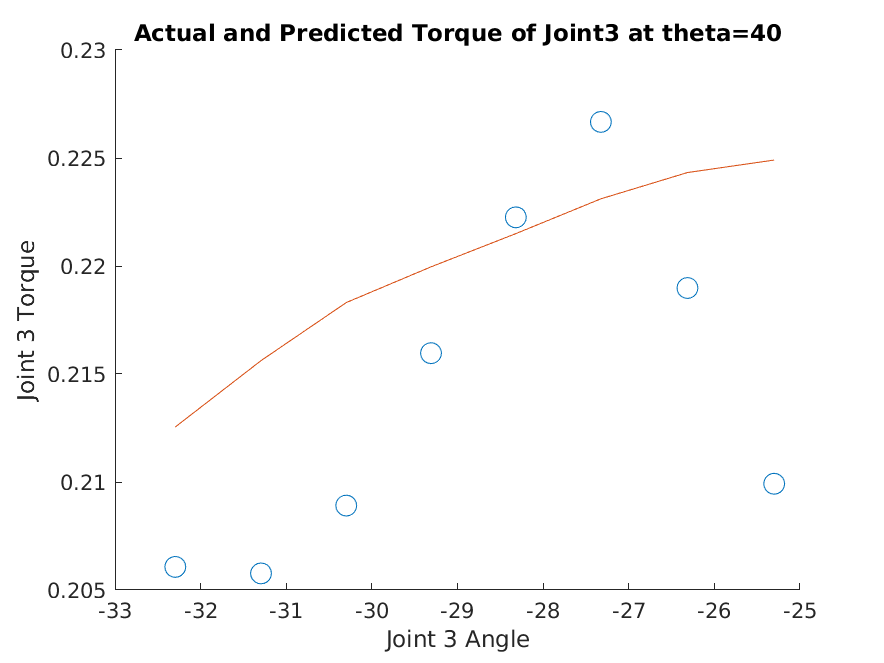 Actual and Predicted Torque of Joint3 at theta=40
0.23
0.225
0.22
0.215
0.21
0.205
Joint 3 Torque
-33 -32 -31 -30 -29 -28 -27 -26 -25
Joint 3 Angle